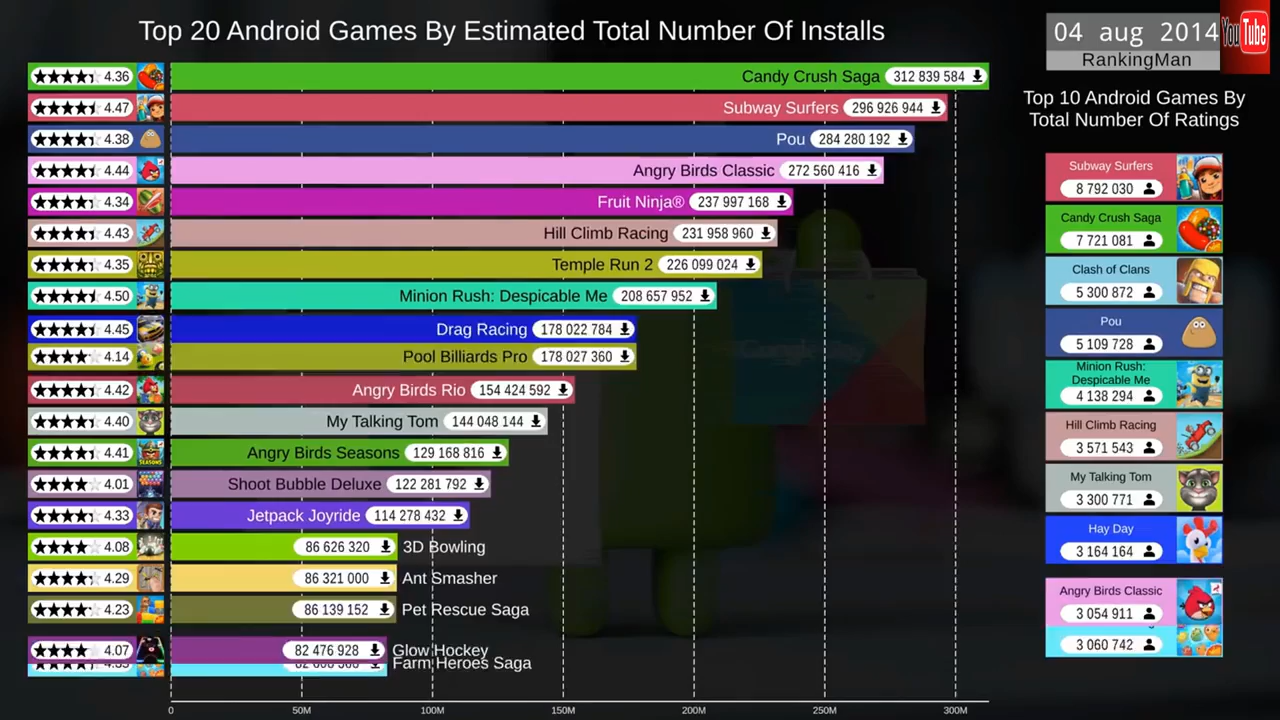 Top 20 Android Games By Estimated Total Number Of Installs
04 aug 2014
YouTube
RankingMan
4.36 Candy Crush Saga 312 839 584
4.47 Subway Surfers 296 926 944
4.38 Pou 284 280 192
4.44 Angry Birds Classic 272 560 416
4.34 Fruit Ninja® 237 997 168
4.43 Hill Climb Racing 231 958 960
4.35 Temple Run 2 226 099 024
4.50 Minion Rush: Despicable Me 208 657 952
4.45 Drag Racing 178 022 784
4.14 Pool Billiards Pro 178 027 360
4.42 Angry Birds Rio 154 424 592
4.40 My Talking Tom 144 048 144
4.41 Angry Birds Seasons 129 168 816
SEASONS
4.01 Shoot Bubble Deluxe 122 281 792
4.33 Jetpack Joyride 114 278 432
4.08 86 626 320 3D Bowling
4.29 86 321 000 Ant Smasher
4.23 86 139 152 Pet Rescue Saga
4.07 82 476 928 Glow Hockey
Farm Heroes Saga
0 50M 100M 150M 200M 250M 300M
Top 10 Android Games By
Total Number Of Ratings
Subway Surfers
8 792 030
Candy Crush Saga
7 721 081
Clash of Clans
5 300 872
Pou
5 109 728
Minion Rush:
Despicable Me
4 138 294
Hill Climb Racing
3 571 543
My Talking Tom
3 300 771
Hay Day
3 164 164
Angry Birds Classic
3 054 911
3 060 742